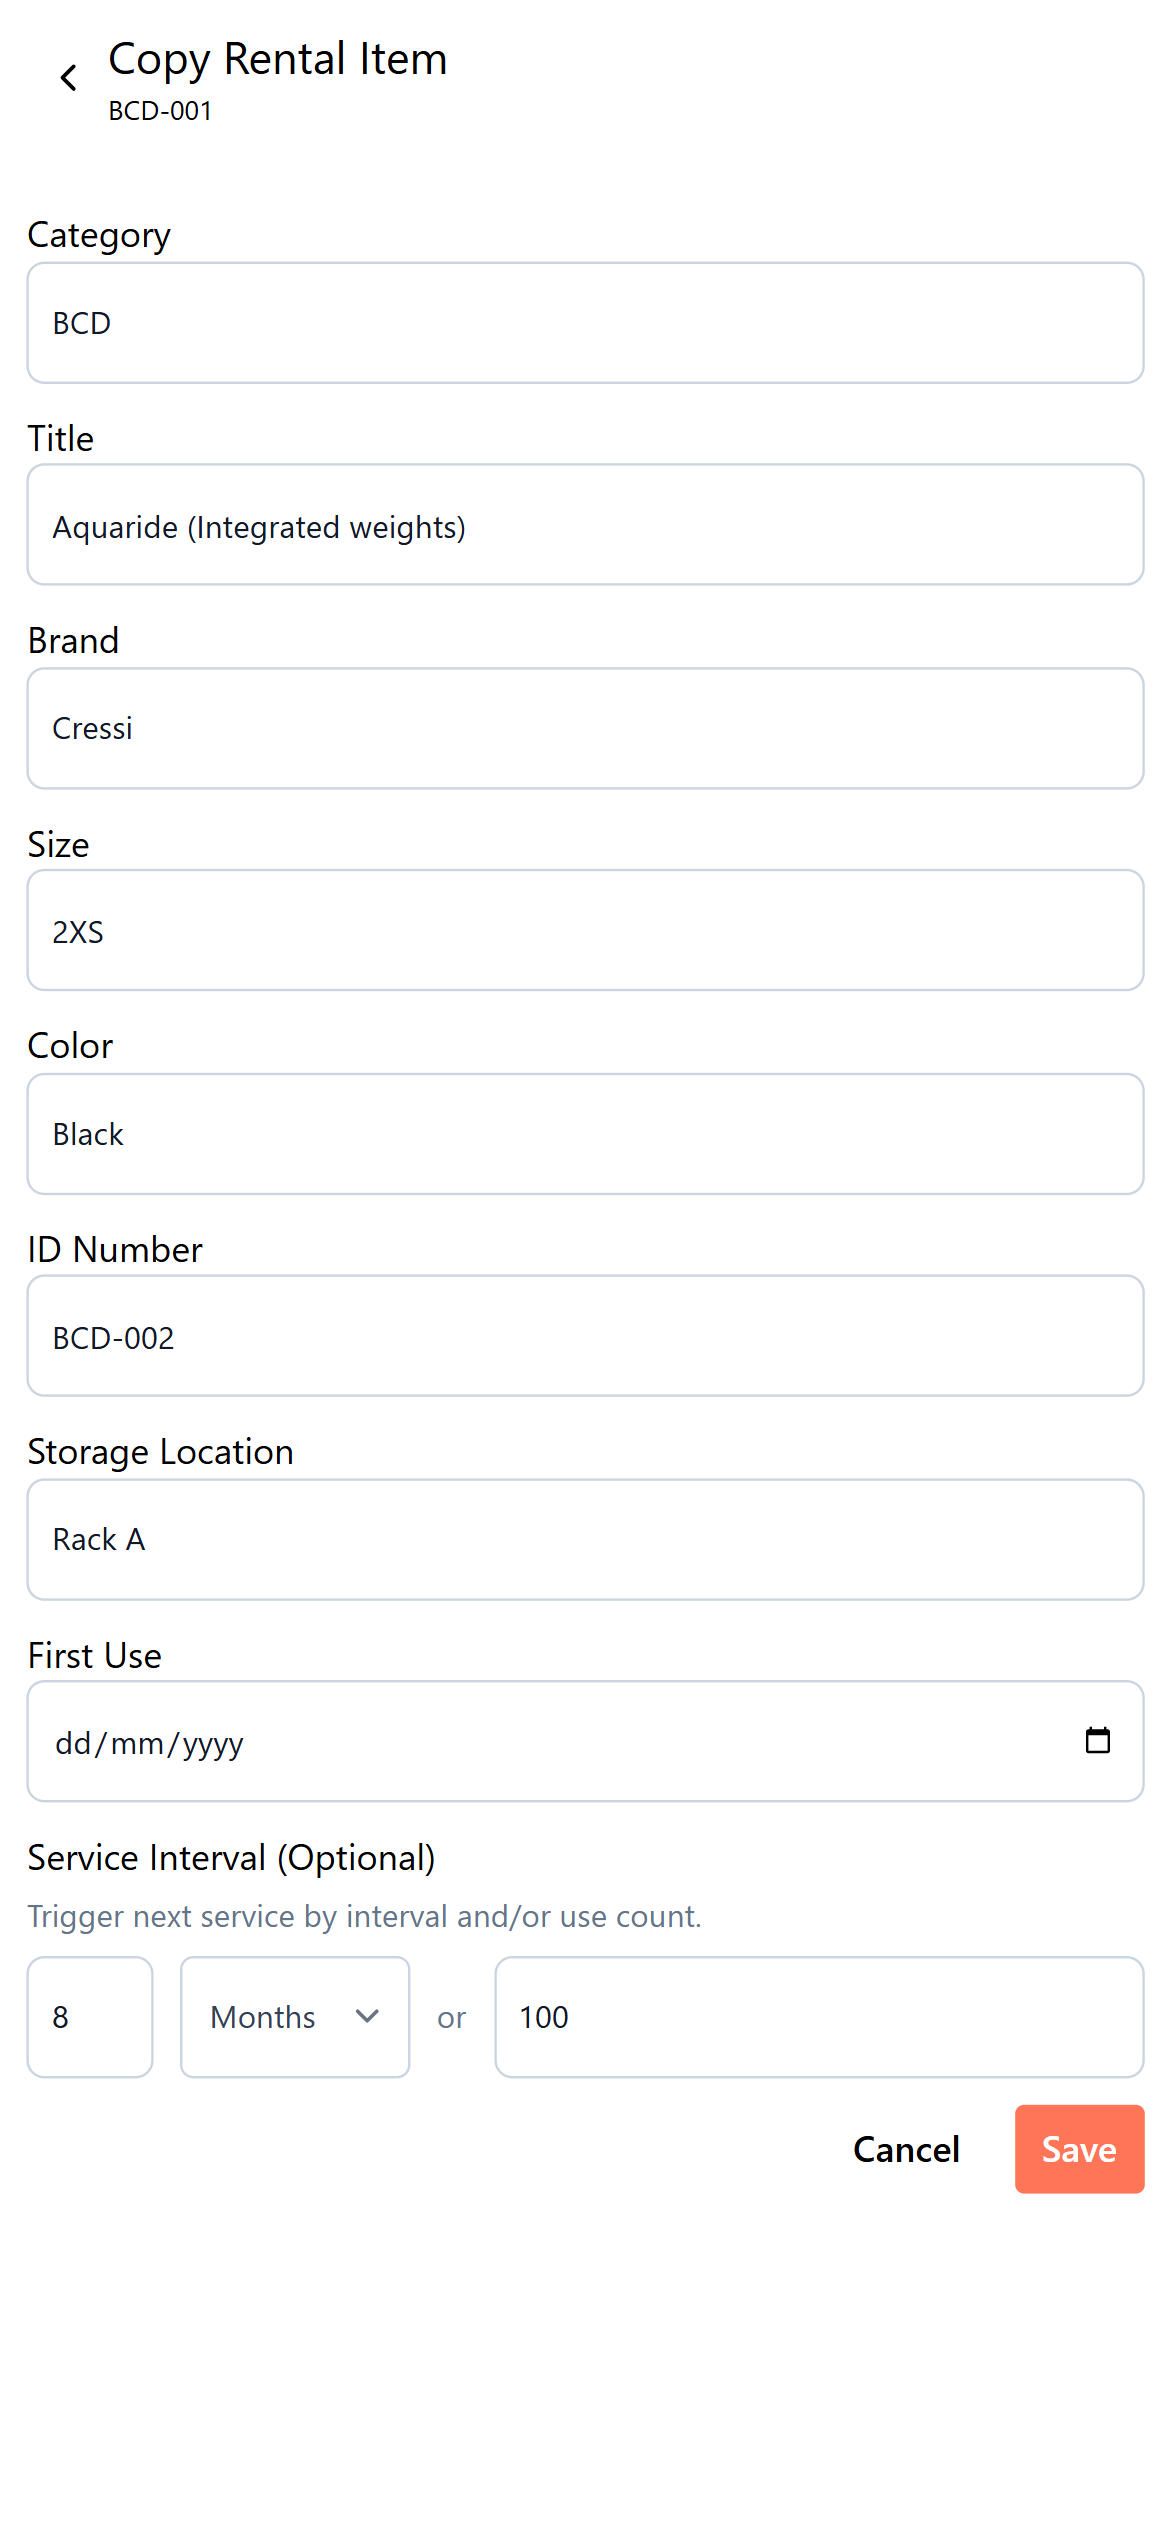 Copy Rental Item
BCD-001
Category
BCD
Title
Aquaride (Integrated weights)
Brand
Cressi
Size
2XS
Color
Black
ID Number
BCD-002
Storage Location
Rack A
First Use
dd/mm/yyyy
Service Interval (Optional)
Trigger next service by interval and/or use count.
8 Months or 100
Cancel Save